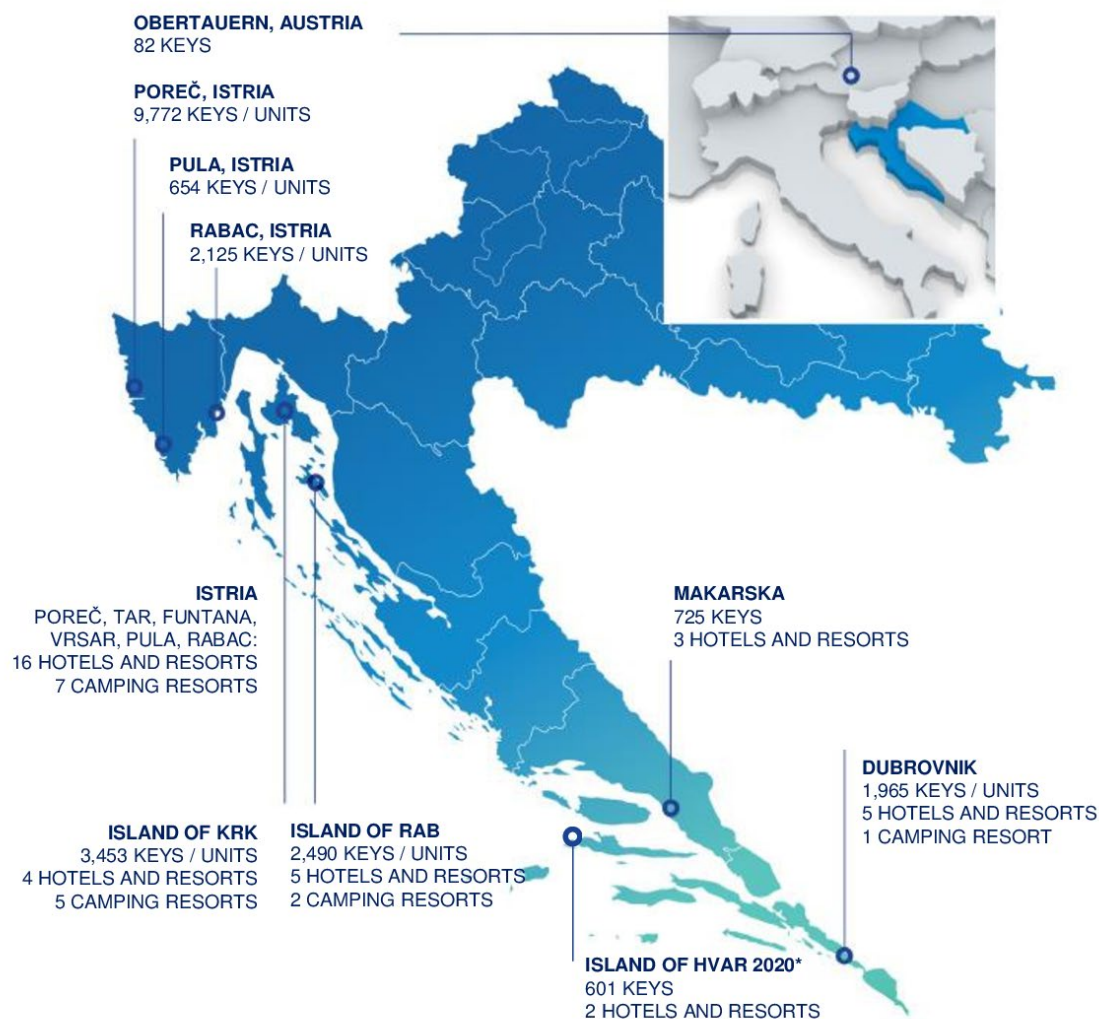 OBERTAUERN, AUSTRIA
82 KEYS
POREČ, ISTRIA
9,772 KEYS / UNITS
PULA, ISTRIA
654 KEYS / UNITS
RABAC, ISTRIA
2,125 KEYS / UNITS
ISTRIA
POREČ, TAR, FUNTANA,
VRSAR, PULA, RABAC:
16 HOTELS AND RESORTS
7 CAMPING RESORTS
MAKARSKA
725 KEYS
3 HOTELS AND RESORTS
DUBROVNIK
1,965 KEYS / UNITS
5 HOTELS AND RESORTS
1 CAMPING RESORT
ISLAND OF KRK
3,453 KEYS / UNITS
4 HOTELS AND RESORTS
5 CAMPING RESORTS
ISLAND OF RAB
2,490 KEYS / UNITS
5 HOTELS AND RESORTS
2 CAMPING RESORTS
ISLAND OF HVAR 2020*
601 KEYS
2 HOTELS AND RESORTS